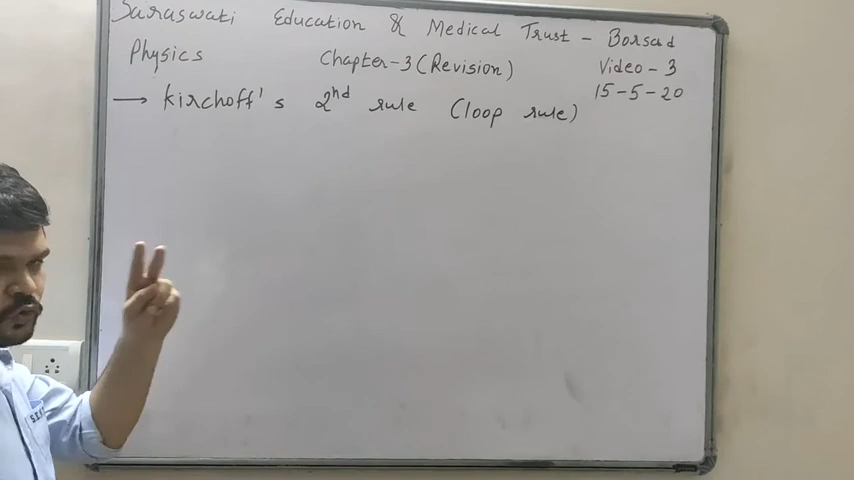 Saraswati Education & Medical Trust - Borsad
Physics Chapter-3 (Revision) Video - 3
15-5-20
→ Kirchoff's 2nd rule (loop rule)